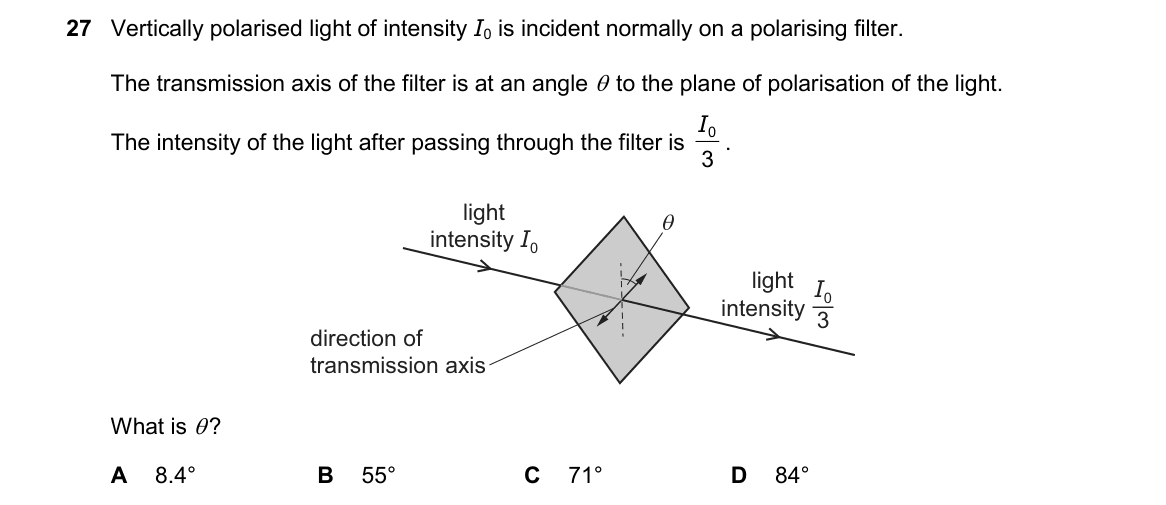 27 Vertically polarised light of intensity I₀ is incident normally on a polarising filter.
The transmission axis of the filter is at an angle θ to the plane of polarisation of the light.
The intensity of the light after passing through the filter is I₀/3.
light
intensity I₀
θ
light
intensity I₀/3
direction of
transmission axis
What is θ?
A 8.4° B 55° C 71° D 84°